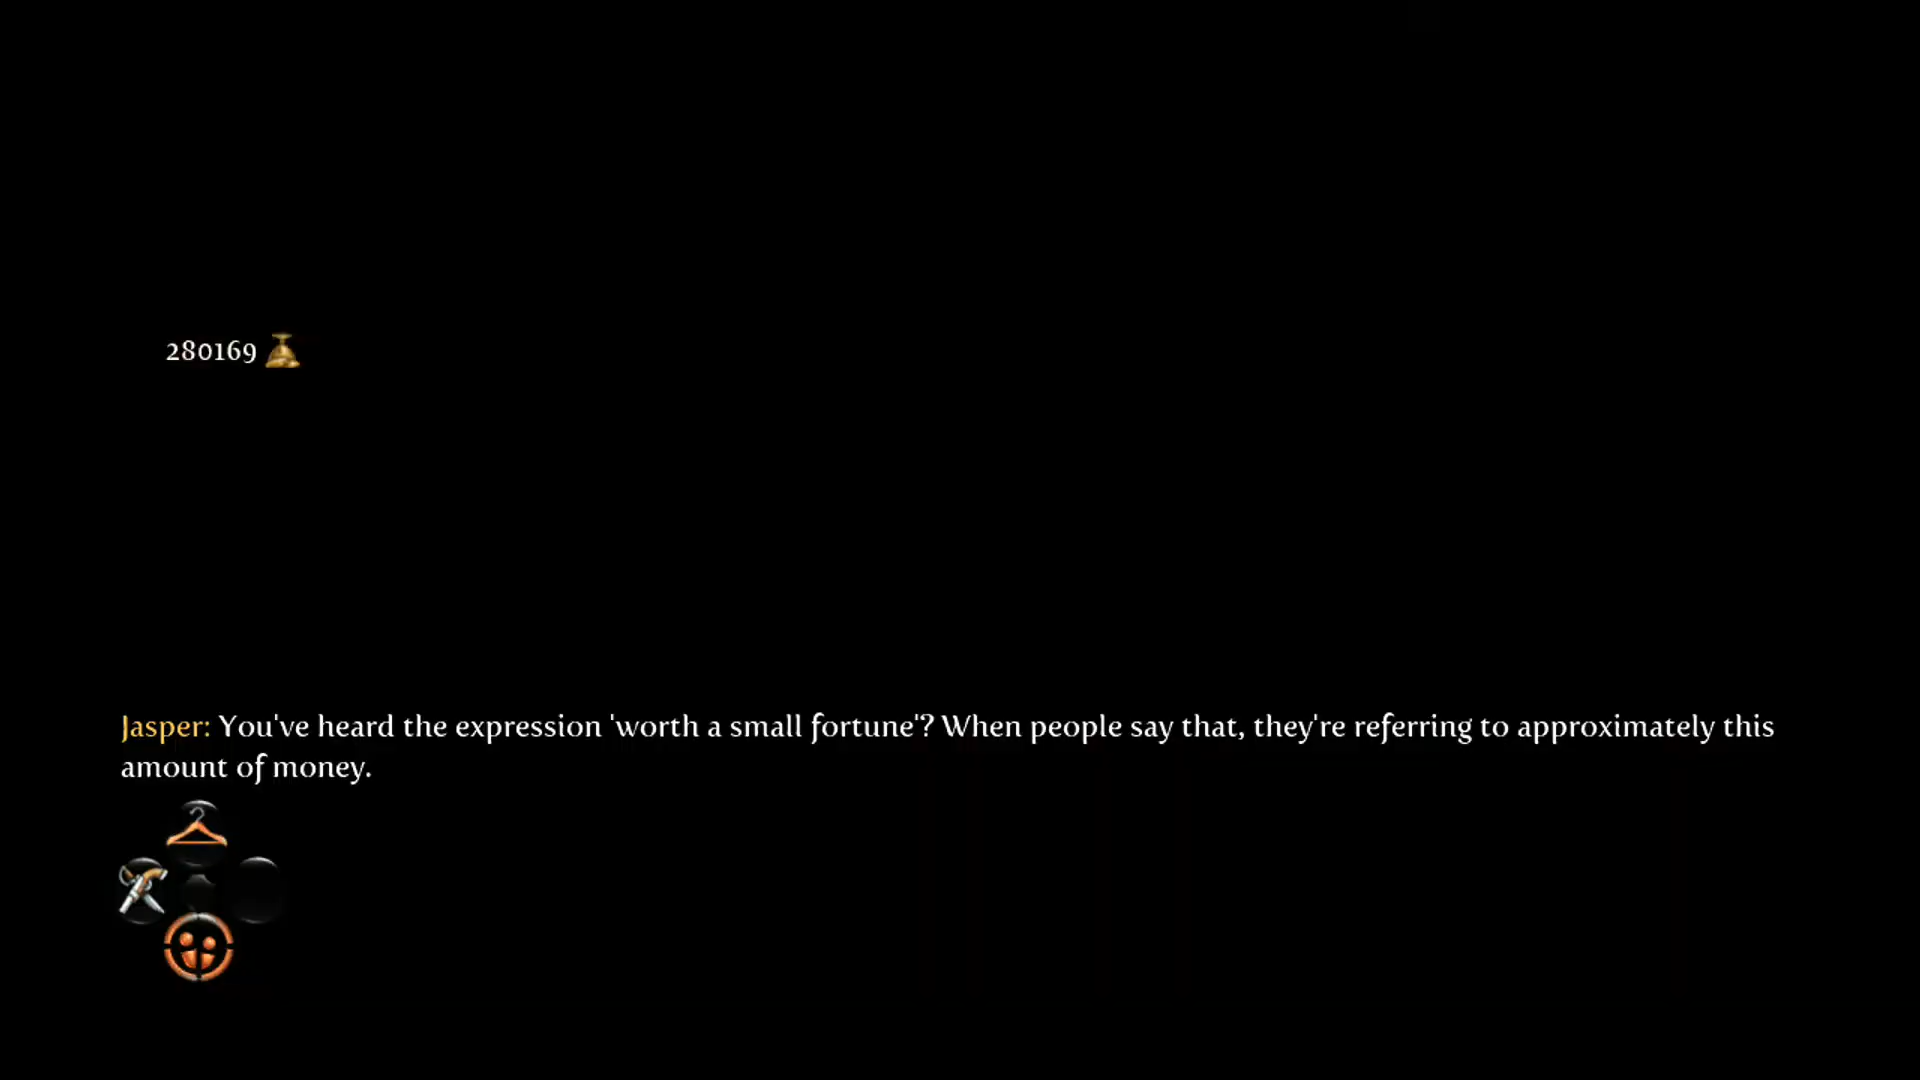 280169
Jasper: You've heard the expression 'worth a small fortune'? When people say that, they're referring to approximately this
amount of money.